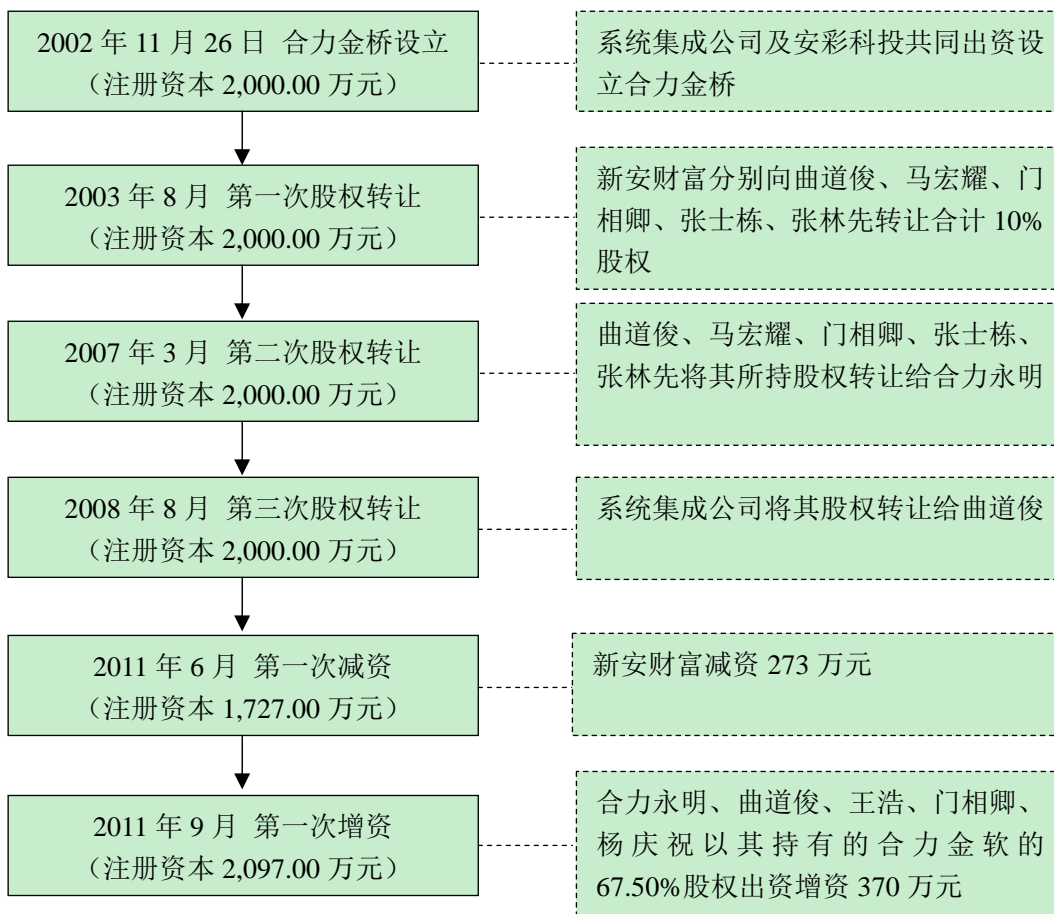 2002 年 11 月 26 日 合力金桥设立
（注册资本 2,000.00 万元）
系统集成公司及安彩科投共同出资设
立合力金桥
2003 年 8 月 第一次股权转让
（注册资本 2,000.00 万元）
新安财富分别向曲道俊、马宏耀、门
相卿、张士栋、张林先转让合计 10%
股权
2007 年 3 月 第二次股权转让
（注册资本 2,000.00 万元）
曲道俊、马宏耀、门相卿、张士栋、
张林先将其所持股权转让给合力永明
2008 年 8 月 第三次股权转让
（注册资本 2,000.00 万元）
系统集成公司将其股权转让给曲道俊
2011 年 6 月 第一次减资
（注册资本 1,727.00 万元）
新安财富减资 273 万元
2011 年 9 月 第一次增资
（注册资本 2,097.00 万元）
合力永明、曲道俊、王浩、门相卿、
杨庆祝以其持有的合力金软的
67.50%股权出资增资 370 万元